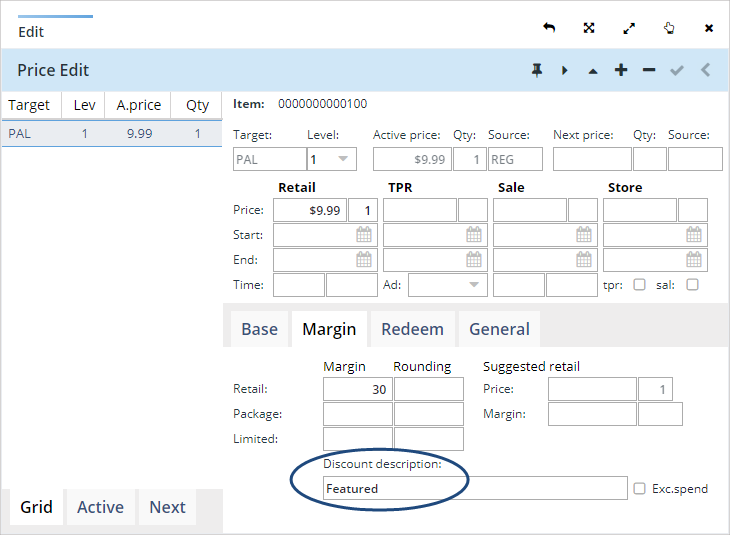 Edit
Price Edit
Target Lev A.price Qty
PAL 1 9.99 1
Item: 0000000000100
Target: Level: Active price: Qty: Source: Next price: Qty: Source:
PAL 1 $9.99 1 REG
Retail TPR Sale Store
Price: $9.99 1
Start:
End:
Time: Ad: tpr: sal:
Base Margin Redeem General
Margin Rounding Suggested retail
Retail: 30 Price: 1
Package: Margin:
Limited:
Discount description:
Featured Exc.spend
Grid Active Next